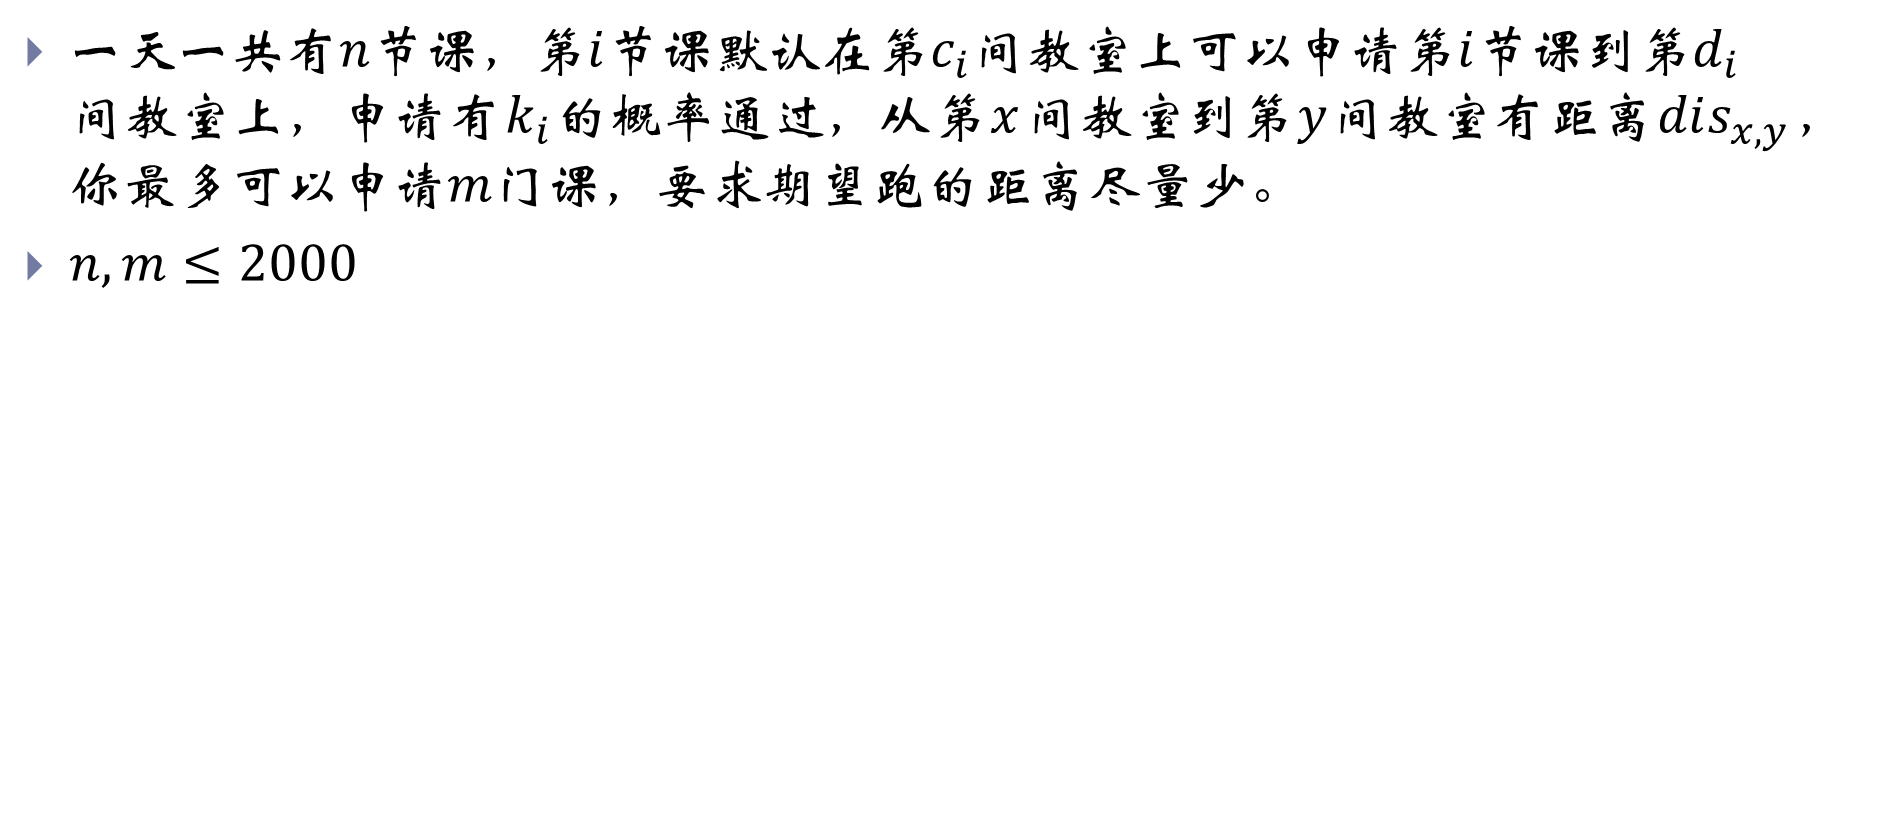 一天一共有n节课，第i节课默认在第c_i间教室上可以申请第i节课到第d_i
间教室上，申请有k_i的概率通过，从第x间教室到第y间教室有距离dis_{x,y}，
你最多可以申请m门课，要求期望跑的距离尽量少。
n, m ≤ 2000